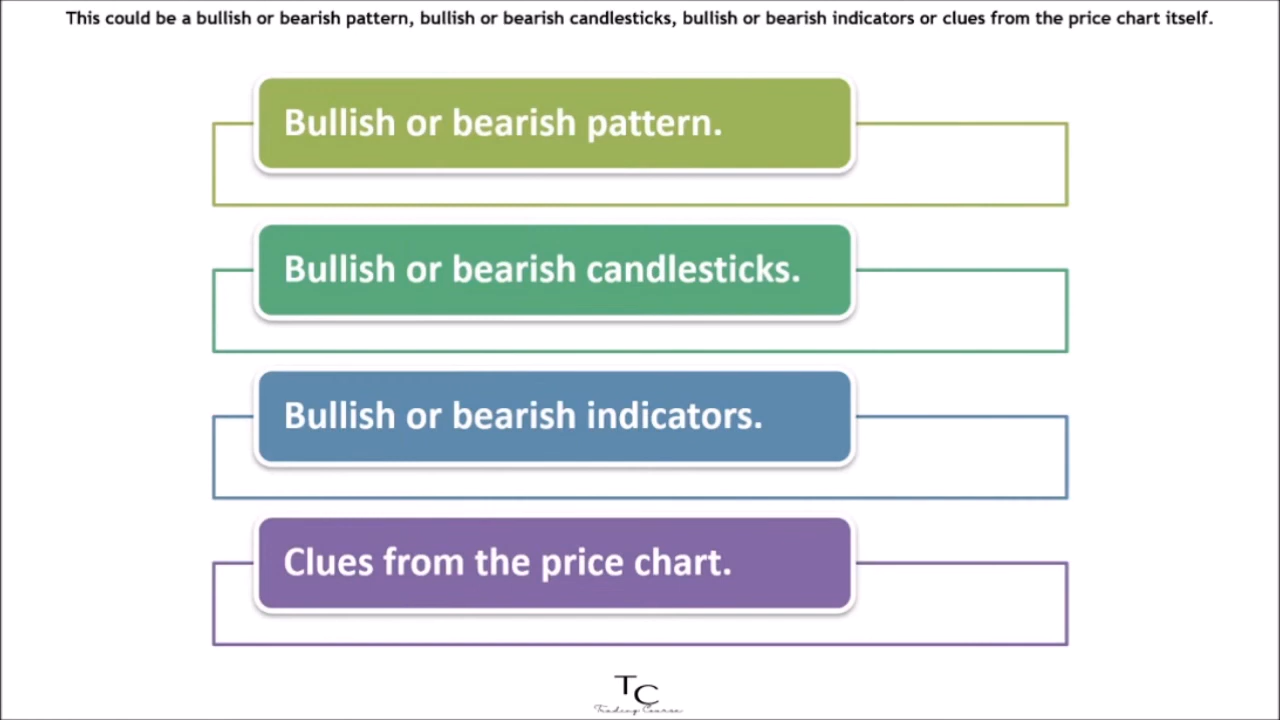 This could be a bullish or bearish pattern, bullish or bearish candlesticks, bullish or bearish indicators or clues from the price chart itself.
Bullish or bearish pattern.
Bullish or bearish candlesticks.
Bullish or bearish indicators.
Clues from the price chart.
TC
Trading Course